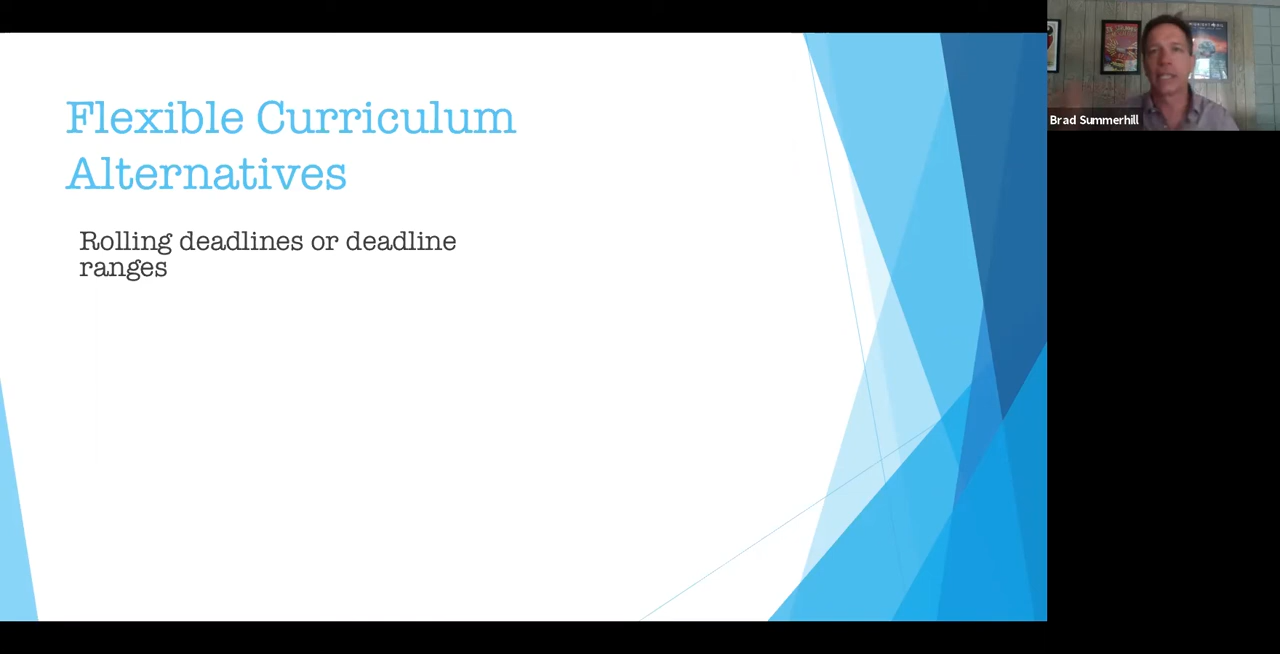 Flexible Curriculum
Alternatives
Rolling deadlines or deadline
ranges
Brad Summerhill